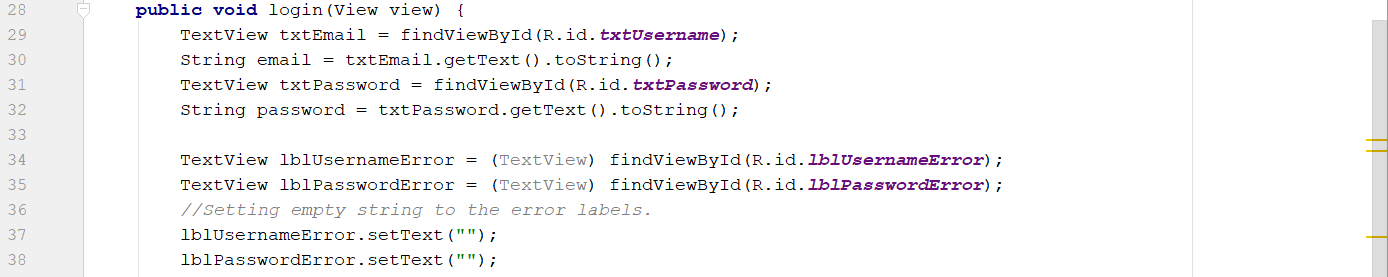 28 public void login(View view) {
29 TextView txtEmail = findViewById(R.id.txtUsername);
30 String email = txtEmail.getText().toString();
31 TextView txtPassword = findViewById(R.id.txtPassword);
32 String password = txtPassword.getText().toString();
33
34 TextView lblUsernameError = (TextView) findViewById(R.id.lblUsernameError);
35 TextView lblPasswordError = (TextView) findViewById(R.id.lblPasswordError);
36 //Setting empty string to the error labels.
37 lblUsernameError.setText("");
38 lblPasswordError.setText("");